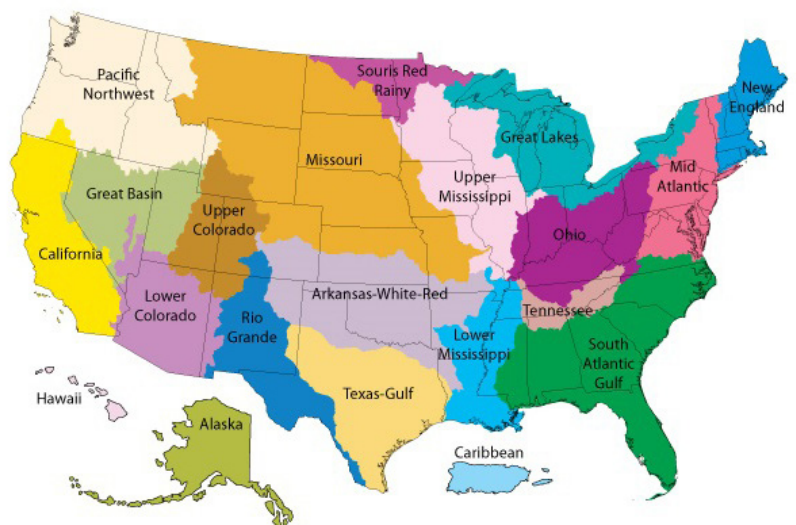 Pacific
Northwest
Souris Red
Rainy
New
England
Great Lakes
Missouri
Upper
Mississippi
Mid
Atlantic
Great Basin
Upper
Colorado
Ohio
California
Lower
Colorado
Arkansas-White-Red
Tennessee
Rio
Grande
Lower
Mississippi
South
Atlantic
Gulf
Texas-Gulf
Hawaii
Alaska
Caribbean